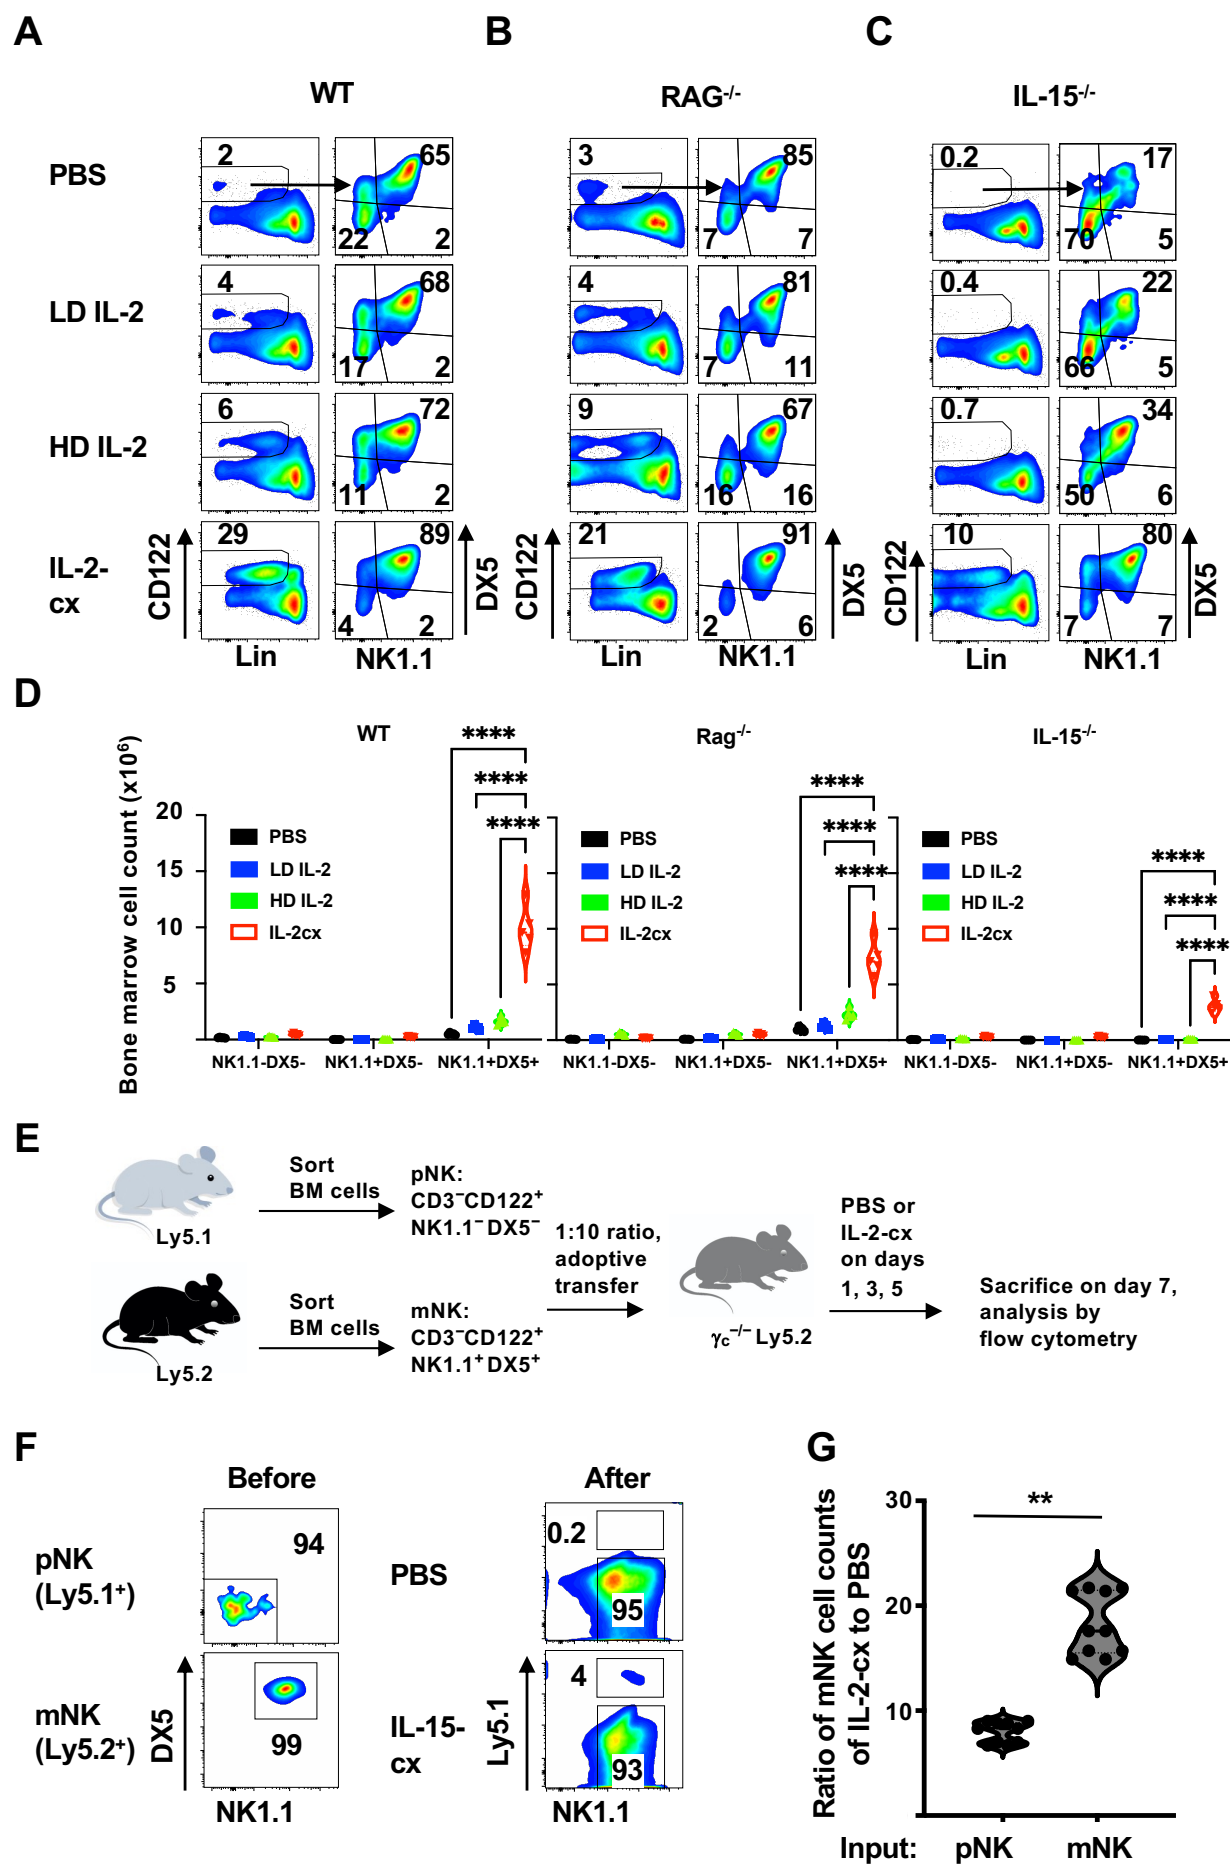 A
B
C
WT
RAG-/-
IL-15-/-
PBS
2
65
22
2
3
85
7
7
0.2
17
70
5
LD IL-2
4
68
17
2
4
81
7
11
0.4
22
66
5
HD IL-2
6
72
11
2
9
67
16
16
0.7
34
50
6
IL-2-
cx
29
89
4
2
21
91
2
6
10
80
7
7
CD122
DX5
CD122
DX5
CD122
DX5
Lin
NK1.1
Lin
NK1.1
Lin
NK1.1
D
WT
Rag-/-
IL-15-/-
Bone marrow cell count (x10⁶)
20
15
10
5
****
****
****
****
****
****
****
****
****
PBS
LD IL-2
HD IL-2
IL-2cx
PBS
LD IL-2
HD IL-2
IL-2cx
PBS
LD IL-2
HD IL-2
IL-2cx
NK1.1-DX5-
NK1.1+DX5-
NK1.1+DX5+
NK1.1-DX5-
NK1.1+DX5-
NK1.1+DX5+
NK1.1-DX5-
NK1.1+DX5-
NK1.1+DX5+
E
Ly5.1
Sort
BM cells
pNK:
CD3⁻CD122⁺
NK1.1⁻DX5⁻
Ly5.2
Sort
BM cells
mNK:
CD3⁻CD122⁺
NK1.1⁺DX5⁺
1:10 ratio,
adoptive
transfer
γc⁻/⁻ Ly5.2
PBS or
IL-2-cx
on days
1, 3, 5
Sacrifice on day 7,
analysis by
flow cytometry
F
Before
After
pNK
(Ly5.1⁺)
94
mNK
(Ly5.2⁺)
99
DX5
NK1.1
PBS
0.2
95
IL-15-
cx
4
93
Ly5.1
NK1.1
G
Ratio of mNK cell counts
of IL-2-cx to PBS
30
20
10
**
Input:
pNK
mNK